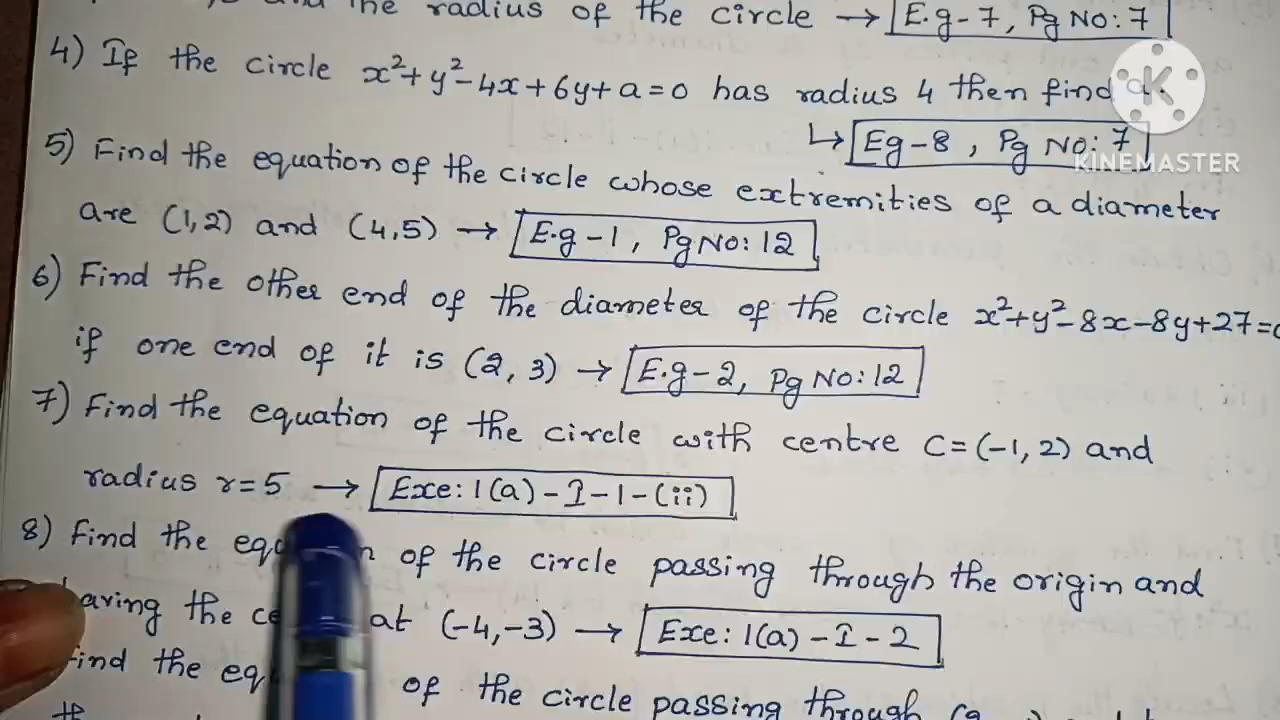 and the radius of the circle → E.g-7, Pg No: 7
4) If the circle x²+y²-4x+6y+a=0 has radius 4 then find a.
↳ Eg-8, Pg No: 7
KINEMASTER
5) Find the equation of the circle whose extremities of a diameter
are (1,2) and (4,5) → E.g-1, Pg No: 12
6) Find the other end of the diameter of the circle x²+y²-8x-8y+27=0
if one end of it is (2, 3) → E.g-2, Pg No: 12
7) Find the equation of the circle with centre C=(-1, 2) and
radius r=5 → Exe: 1(a)-I-1-(ii)
8) Find the of the circle passing through the origin and
the at (-4,-3) → Exe: 1(a)-I-2
the of the circle passing through